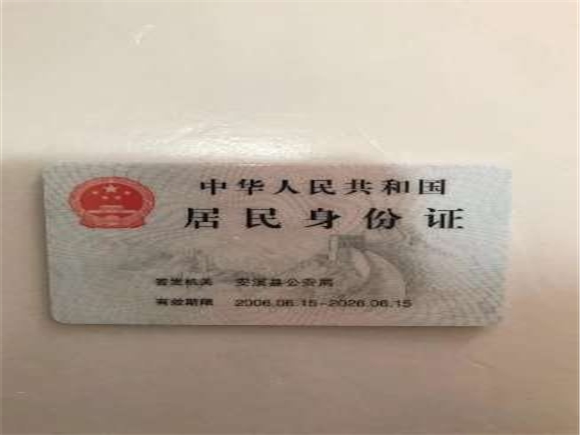 中华人民共和国
居民身份证
签发机关 安溪县公安局
有效期限 2006.06.15-2026.06.15